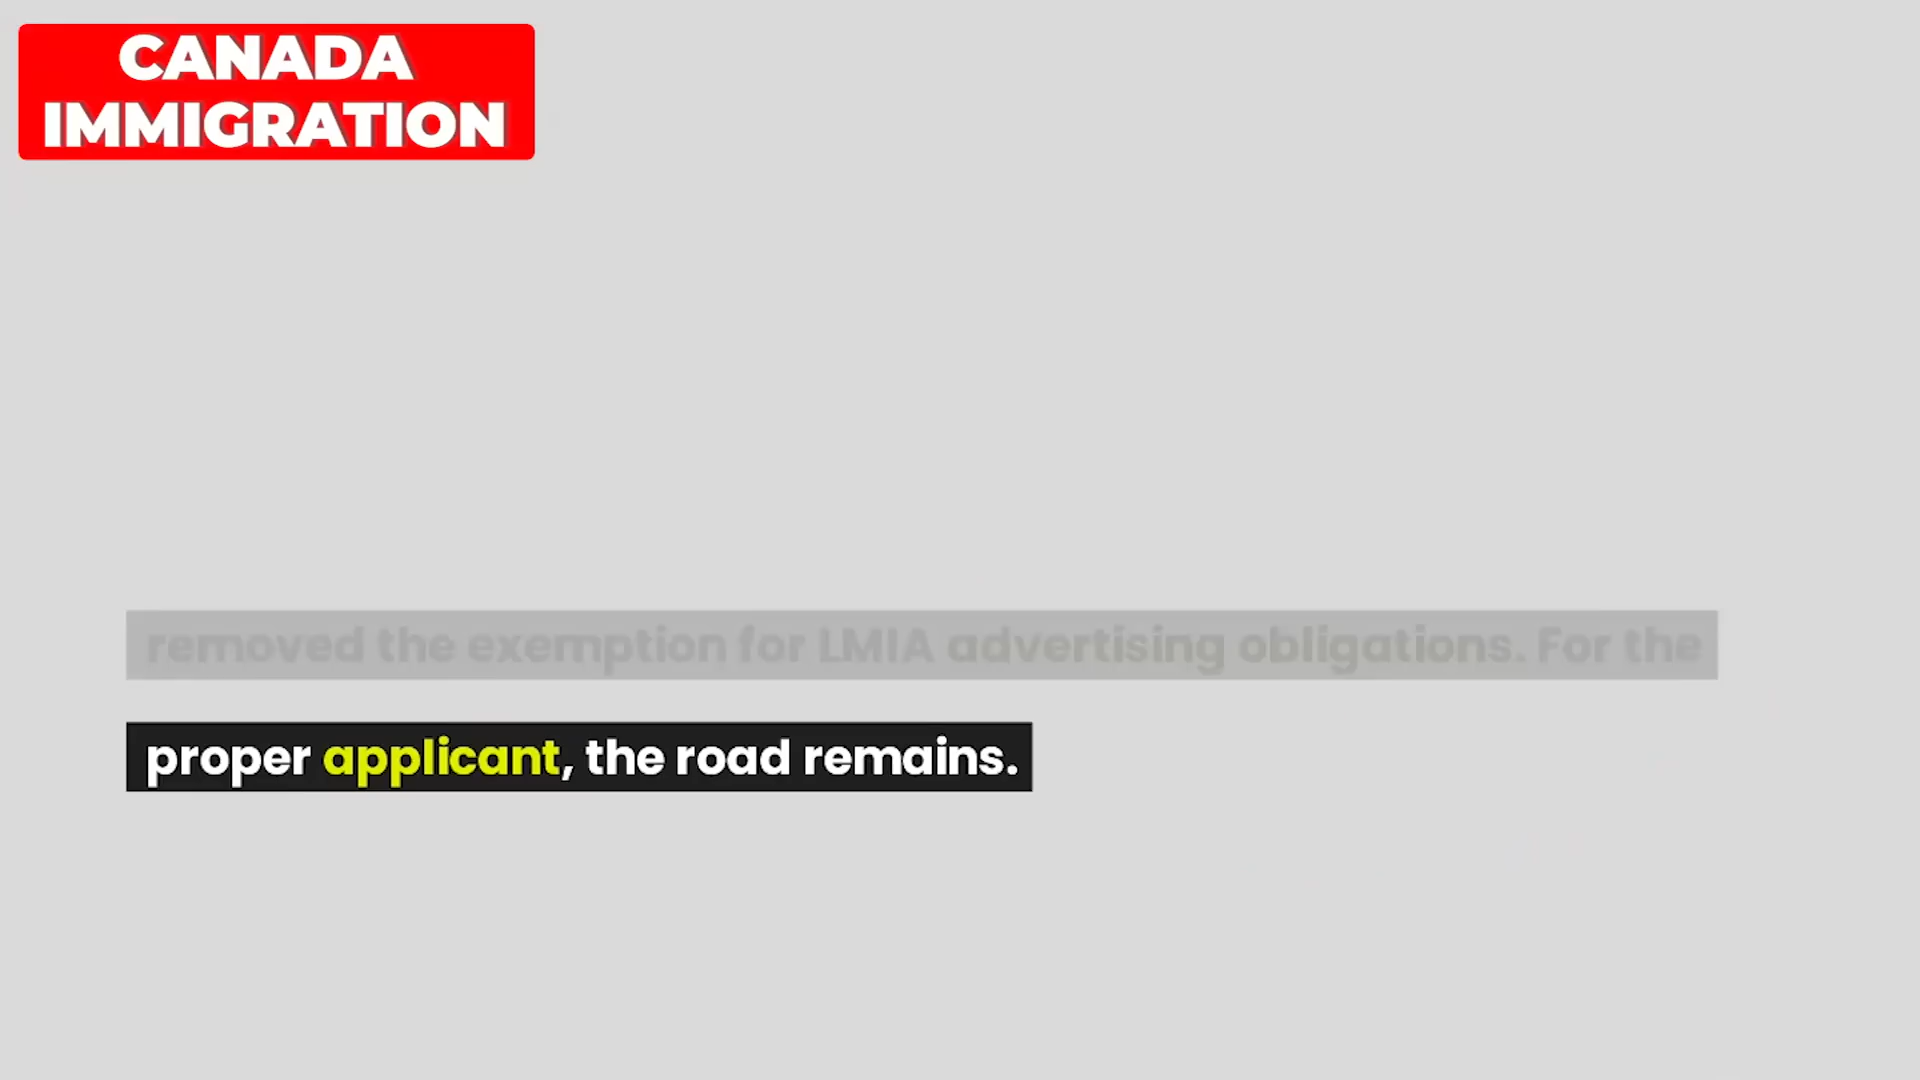 CANADA
IMMIGRATION
removed the exemption for LMIA advertising obligations. For the
proper applicant, the road remains.